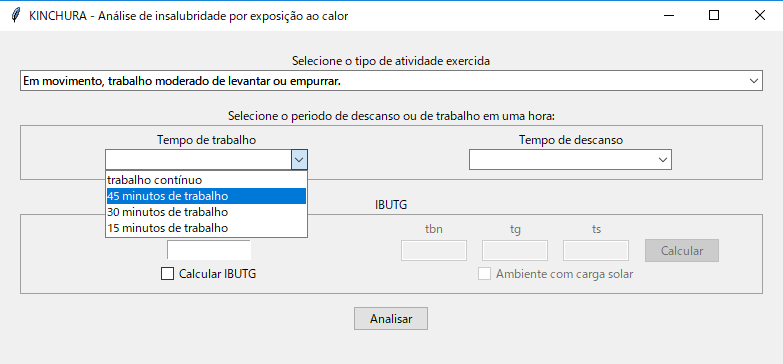 KINCHURA - Análise de insalubridade por exposição ao calor
Selecione o tipo de atividade exercida
Em movimento, trabalho moderado de levantar ou empurrar.
Selecione o periodo de descanso ou de trabalho em uma hora:
Tempo de trabalho
Tempo de descanso
trabalho contínuo
45 minutos de trabalho
30 minutos de trabalho
15 minutos de trabalho
IBUTG
tbn tg ts
Calcular
Calcular IBUTG
Ambiente com carga solar
Analisar